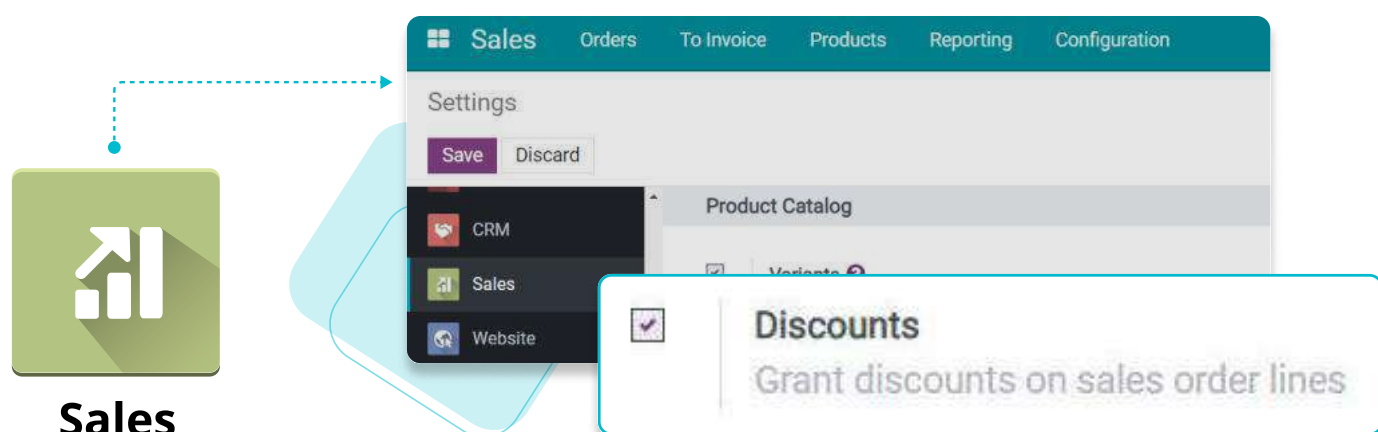 Sales Orders To Invoice Products Reporting Configuration
Settings
Save Discard
Product Catalog
CRM
Variants
Sales
Website
Discounts
Grant discounts on sales order lines
Sales